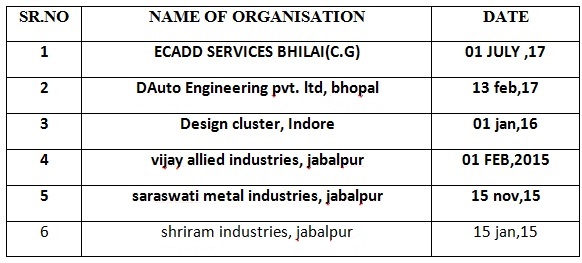 SR.NO NAME OF ORGANISATION DATE
1 ECADD SERVICES BHILAI(C.G) 01 JULY ,17
2 DAuto Engineering pvt. ltd, bhopal 13 feb,17
3 Design cluster, Indore 01 jan,16
4 vijay allied industries, jabalpur 01 FEB,2015
5 saraswati metal industries, jabalpur 15 nov,15
6 shriram industries, jabalpur 15 jan,15